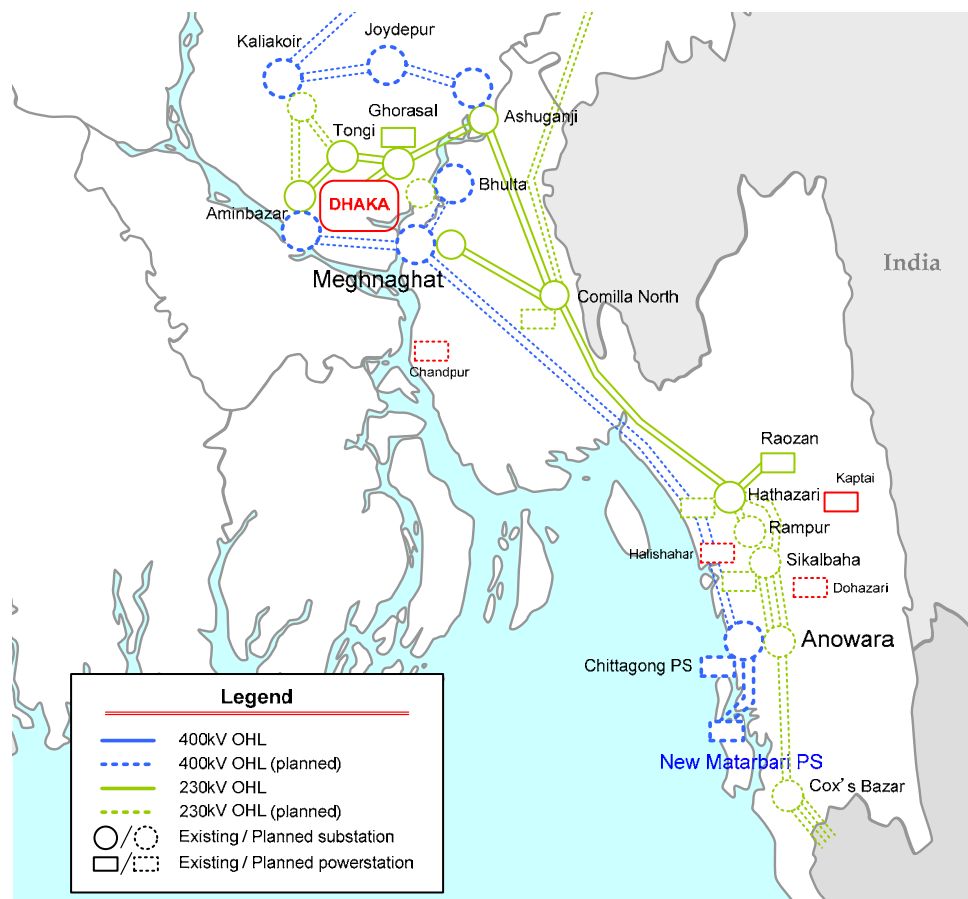 Joydepur
Kaliakoir
Ghorasal
Ashuganji
Tongi
Bhulta
DHAKA
Aminbazar
India
Meghnaghat
Comilla North
Chandpur
Raozan
Kaptai
Hathazari
Rampur
Halishahar
Sikalbaha
Dohazari
Anowara
Chittagong PS
New Matarbari PS
Cox's Bazar
Legend
400kV OHL
400kV OHL (planned)
230kV OHL
230kV OHL (planned)
/ Existing / Planned substation
/ Existing / Planned powerstation